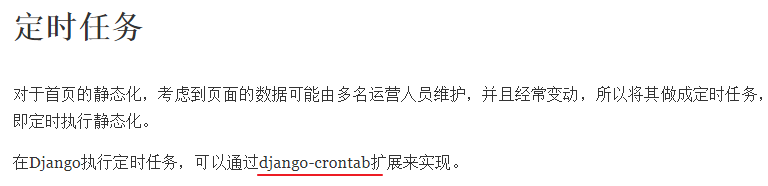 定时任务
对于首页的静态化，考虑到页面的数据可能由多名运营人员维护，并且经常变动，所以将其做成定时任务，
即定时执行静态化。
在Django执行定时任务，可以通过django-crontab扩展来实现。